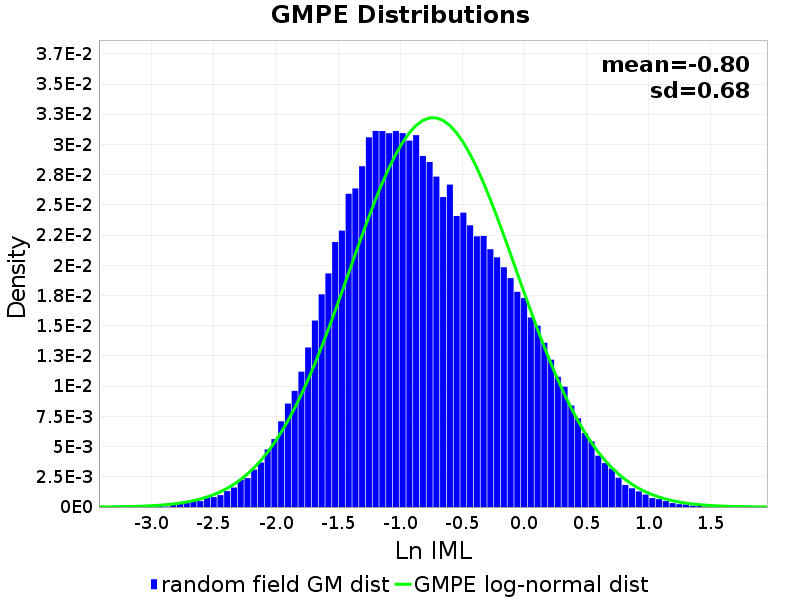 GMPE Distributions
mean=-0.80
sd=0.68
3.7E-2
3.5E-2
3.3E-2
3E-2
2.8E-2
2.5E-2
2.2E-2
2E-2
1.8E-2
1.5E-2
1.3E-2
1E-2
7.5E-3
5E-3
2.5E-3
0E0
Density
-3.0 -2.5 -2.0 -1.5 -1.0 -0.5 0.0 0.5 1.0 1.5
Ln IML
random field GM dist GMPE log-normal dist